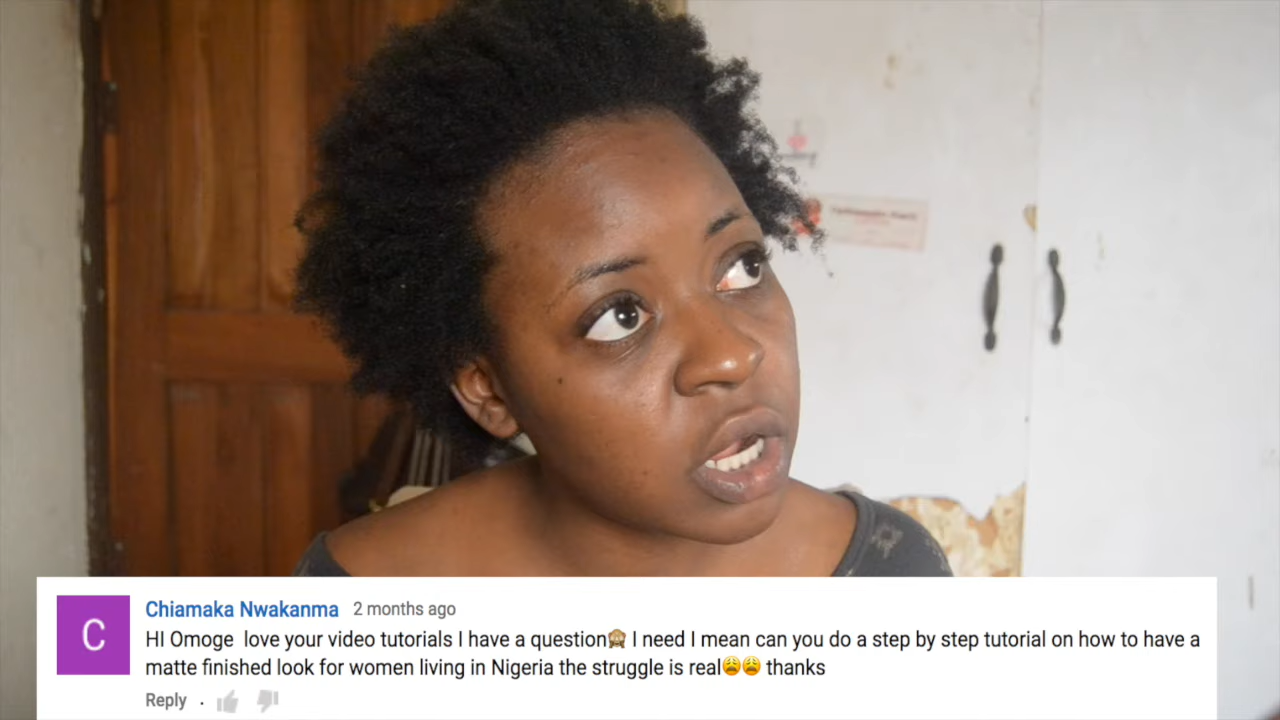 C
Chiamaka Nwakanma 2 months ago
HI Omoge love your video tutorials I have a question🙈 I need I mean can you do a step by step tutorial on how to have a
matte finished look for women living in Nigeria the struggle is real😩😩 thanks
Reply .